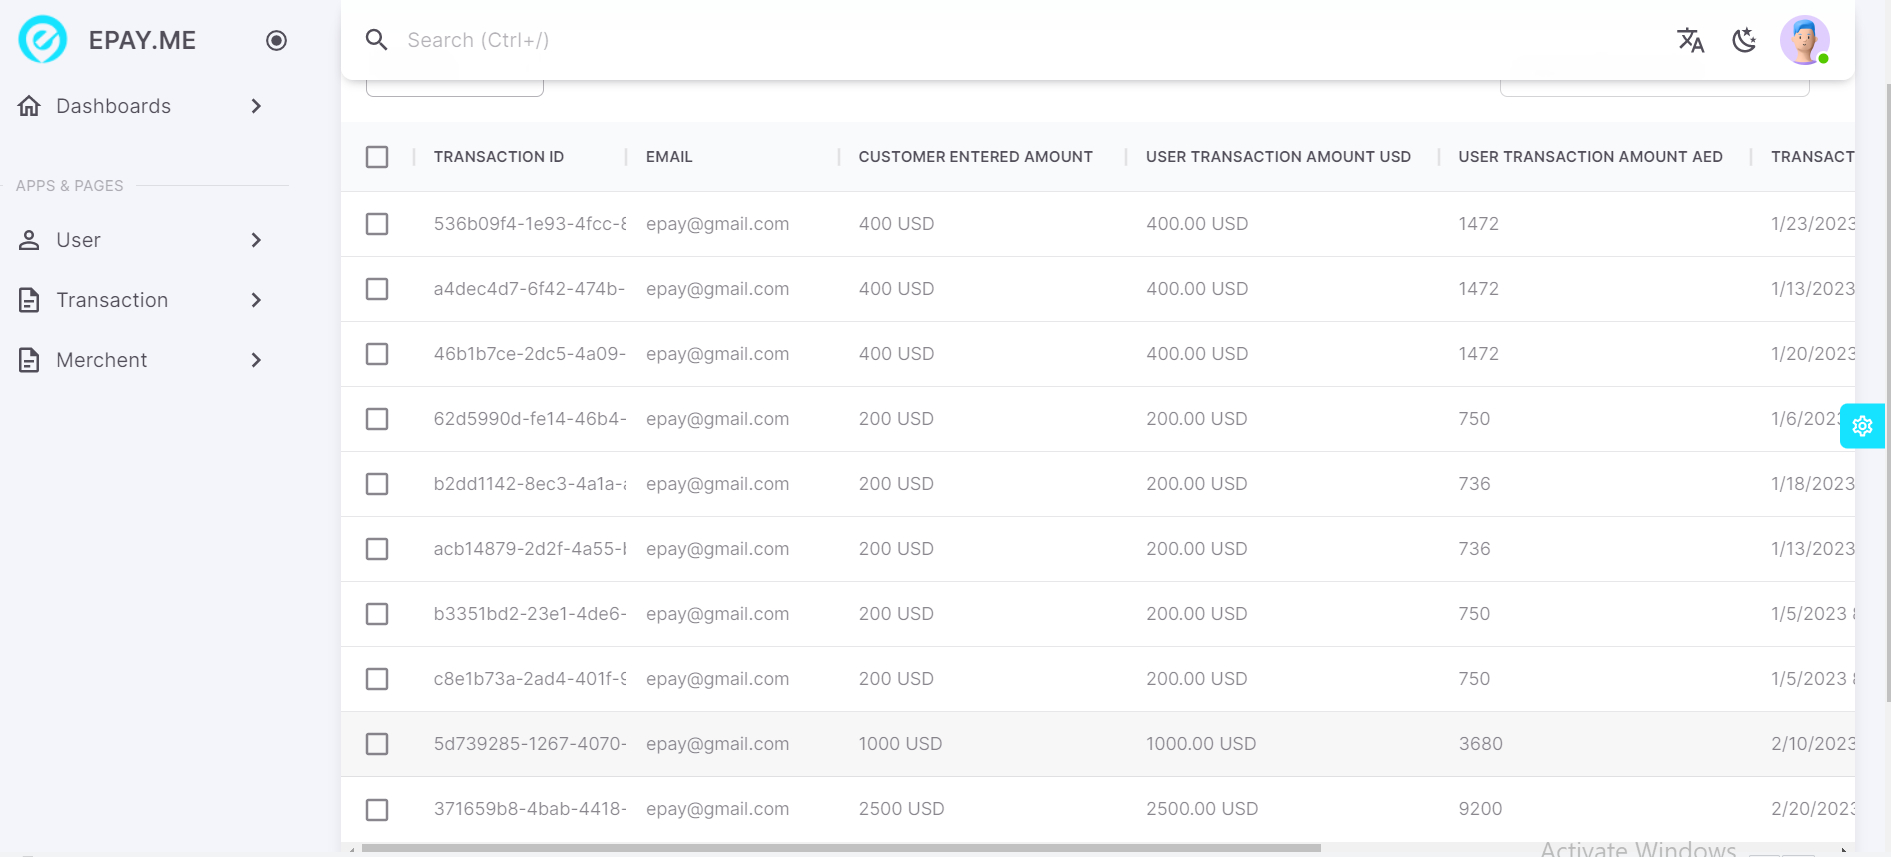 EPAY.ME
Search (Ctrl+/)
Dashboards
APPS & PAGES
User
Transaction
Merchent
TRANSACTION ID EMAIL CUSTOMER ENTERED AMOUNT USER TRANSACTION AMOUNT USD USER TRANSACTION AMOUNT AED TRANSACT
536b09f4-1e93-4fcc-8 epay@gmail.com 400 USD 400.00 USD 1472 1/23/2023
a4dec4d7-6f42-474b- epay@gmail.com 400 USD 400.00 USD 1472 1/13/2023
46b1b7ce-2dc5-4a09- epay@gmail.com 400 USD 400.00 USD 1472 1/20/2023
62d5990d-fe14-46b4- epay@gmail.com 200 USD 200.00 USD 750 1/6/2023
b2dd1142-8ec3-4a1a-a epay@gmail.com 200 USD 200.00 USD 736 1/18/2023
acb14879-2d2f-4a55-b epay@gmail.com 200 USD 200.00 USD 736 1/13/2023
b3351bd2-23e1-4de6- epay@gmail.com 200 USD 200.00 USD 750 1/5/2023
c8e1b73a-2ad4-401f-9 epay@gmail.com 200 USD 200.00 USD 750 1/5/2023
5d739285-1267-4070- epay@gmail.com 1000 USD 1000.00 USD 3680 2/10/2023
371659b8-4bab-4418- epay@gmail.com 2500 USD 2500.00 USD 9200 2/20/2023
Activate Windows